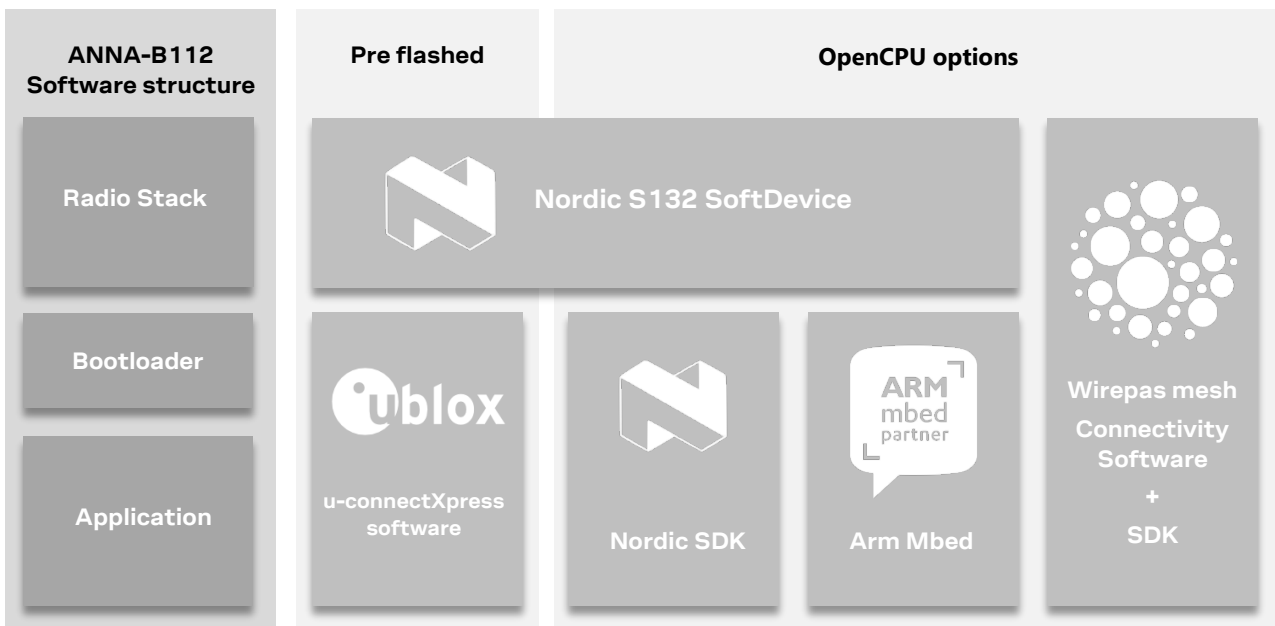 ANNA-B112
Software structure
Radio Stack
Bootloader
Application
Pre flashed
OpenCPU options
Nordic S132 SoftDevice
ublox
u-connectXpress
software
Nordic SDK
ARM
mbed
partner
Arm Mbed
Wirepas mesh
Connectivity
Software
+
SDK